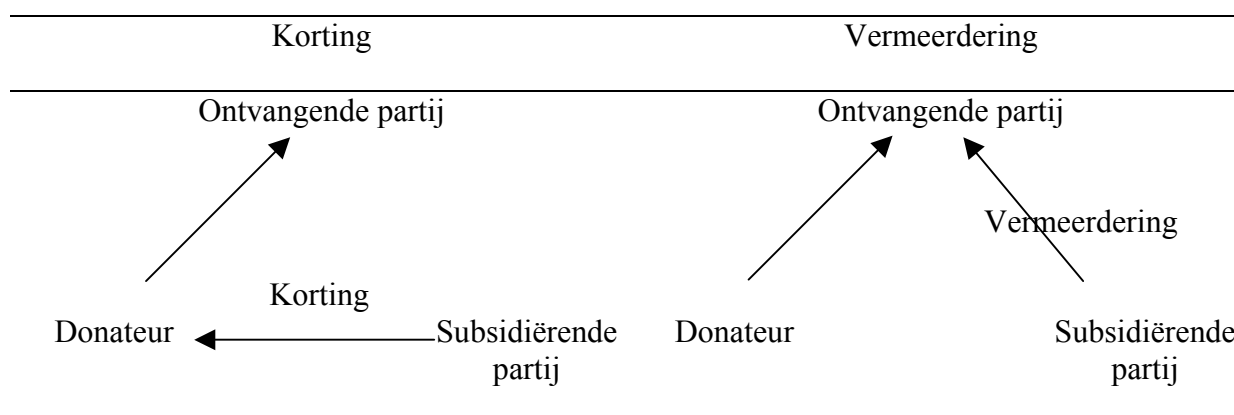 Korting
Vermeerdering
Ontvangende partij
Ontvangende partij
Vermeerdering
Korting
Donateur
Subsidiërende
partij
Donateur
Subsidiërende
partij